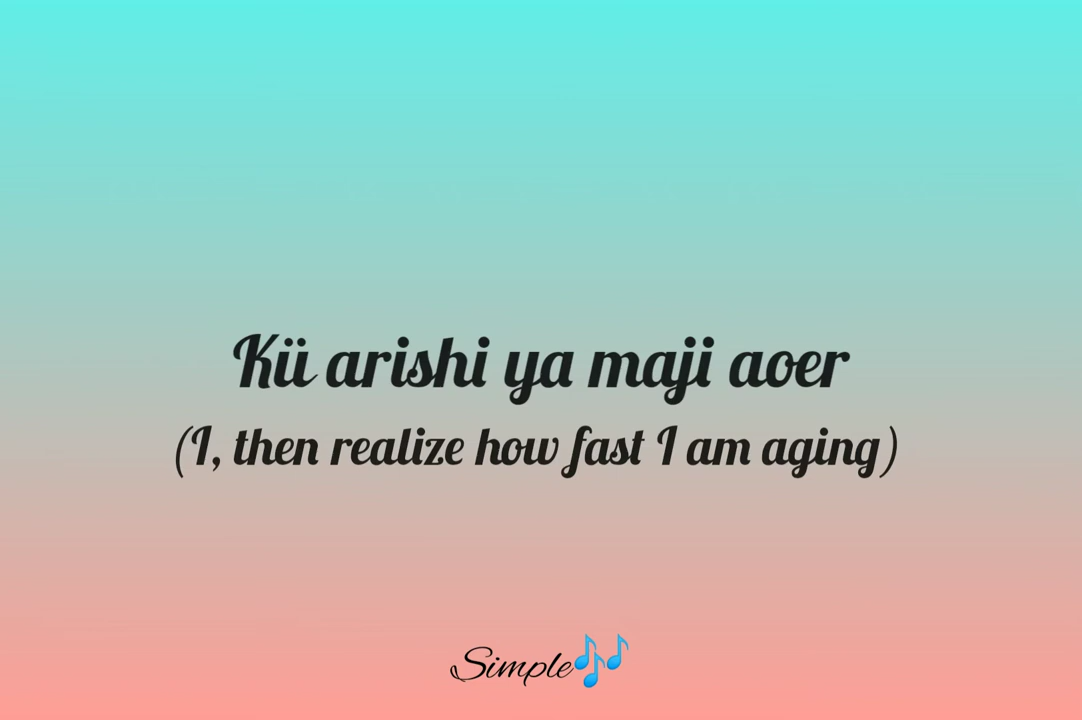 Kü arishi ya maji aoer
(I, then realize how fast I am aging)
Simple🎶